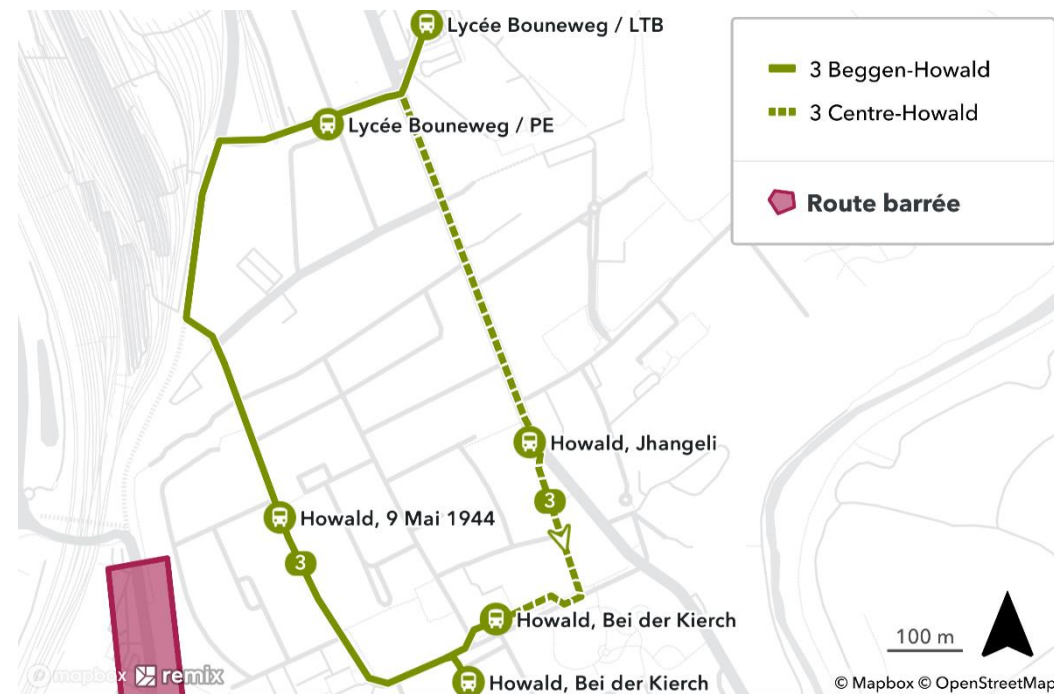 Lycée Bouneweg / LTB
3 Beggen-Howald
3 Centre-Howald
Lycée Bouneweg / PE
Route barrée
Howald, Jhangeli
3
Howald, 9 Mai 1944
3
Howald, Bei der Kierch
100 m
mapbox remix
Howald, Bei der Kierch
© Mapbox © OpenStreetMap